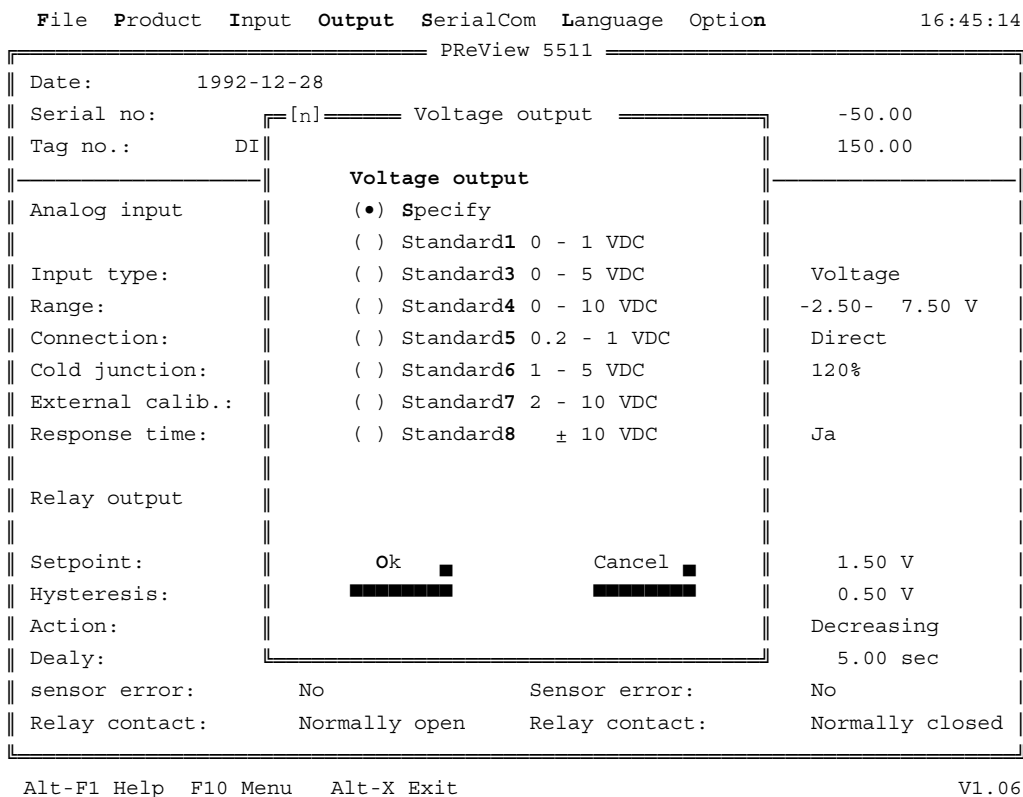 File Product Input Output SerialCom Language Option 16:45:14
PReView 5511
Date: 1992-12-28
Serial no: [n] Voltage output -50.00
Tag no.: DI 150.00
Voltage output
Analog input (•) Specify
( ) Standard1 0 - 1 VDC
Input type: ( ) Standard3 0 - 5 VDC Voltage
Range: ( ) Standard4 0 - 10 VDC -2.50- 7.50 V
Connection: ( ) Standard5 0.2 - 1 VDC Direct
Cold junction: ( ) Standard6 1 - 5 VDC 120%
External calib.: ( ) Standard7 2 - 10 VDC
Response time: ( ) Standard8 ± 10 VDC Ja
Relay output
Setpoint: Ok Cancel 1.50 V
Hysteresis: 0.50 V
Action: Decreasing
Dealy: 5.00 sec
sensor error: No Sensor error: No
Relay contact: Normally open Relay contact: Normally closed
Alt-F1 Help F10 Menu Alt-X Exit V1.06